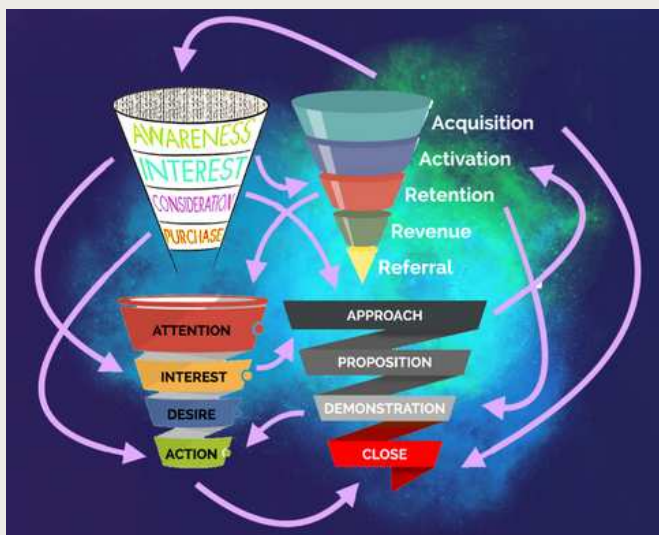 AWARENESS
INTEREST
CONSIDERATION
PURCHASE
Acquisition
Activation
Retention
Revenue
Referral
ATTENTION
INTEREST
DESIRE
ACTION
APPROACH
PROPOSITION
DEMONSTRATION
CLOSE